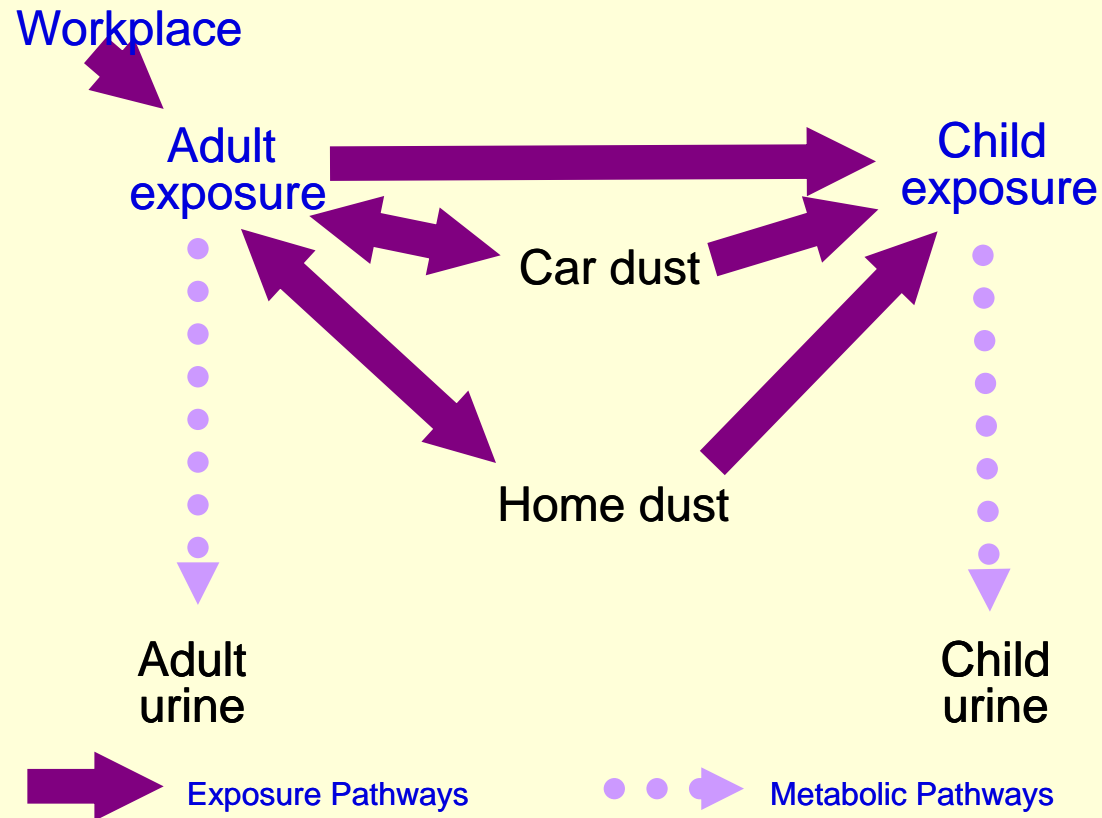 Workplace
Adult
exposure
Child
exposure
Car dust
Home dust
Adult
urine
Child
urine
Exposure Pathways
Metabolic Pathways